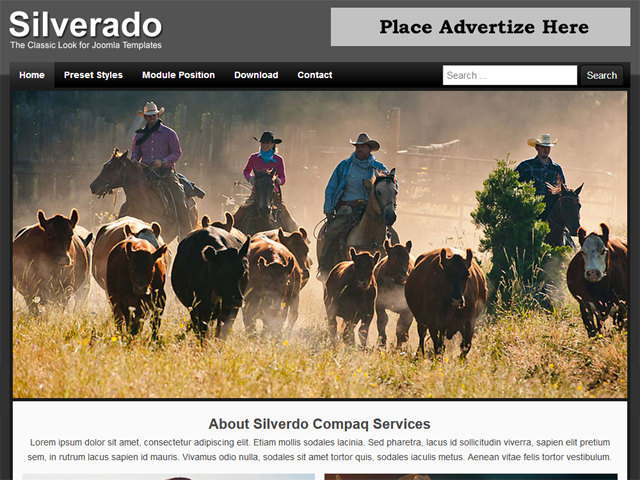 Silverado
The Classic Look for Joomla Templates
Place Advertize Here
Home Preset Styles Module Position Download Contact Search ... Search
About Silverdo Compaq Services
Lorem ipsum dolor sit amet, consectetur adipiscing elit. Etiam mollis sodales lacinia. Sed pharetra, lacus id sollicitudin viverra, sapien elit pretium
sem, in rutrum lacus sapien id mauris. Vivamus odio nulla, sodales sit amet tortor quis, sodales iaculis metus. Aenean vitae felis tortor vestibulum.